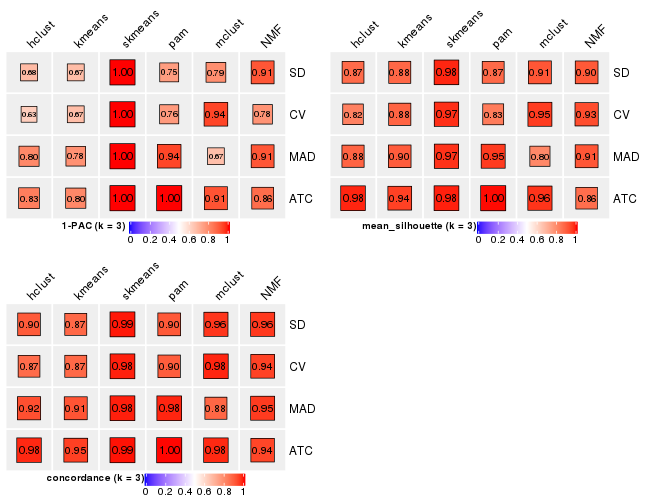 hclust kmeans skmeans pam mclust NMF
0.68 0.67 1.00 0.75 0.79 0.91 SD
0.63 0.67 1.00 0.76 0.94 0.78 CV
0.80 0.78 1.00 0.94 0.67 0.91 MAD
0.83 0.80 1.00 1.00 0.91 0.86 ATC
1-PAC (k = 3)
0 0.2 0.4 0.6 0.8 1
hclust kmeans skmeans pam mclust NMF
0.87 0.88 0.98 0.87 0.91 0.90 SD
0.82 0.88 0.97 0.83 0.95 0.93 CV
0.88 0.90 0.97 0.95 0.80 0.91 MAD
0.98 0.94 0.98 1.00 0.96 0.86 ATC
mean_silhouette (k = 3)
0 0.2 0.4 0.6 0.8 1
hclust kmeans skmeans pam mclust NMF
0.90 0.87 0.99 0.90 0.96 0.96 SD
0.87 0.87 0.98 0.90 0.98 0.94 CV
0.92 0.91 0.98 0.98 0.88 0.95 MAD
0.98 0.95 0.99 1.00 0.98 0.94 ATC
concordance (k = 3)
0 0.2 0.4 0.6 0.8 1